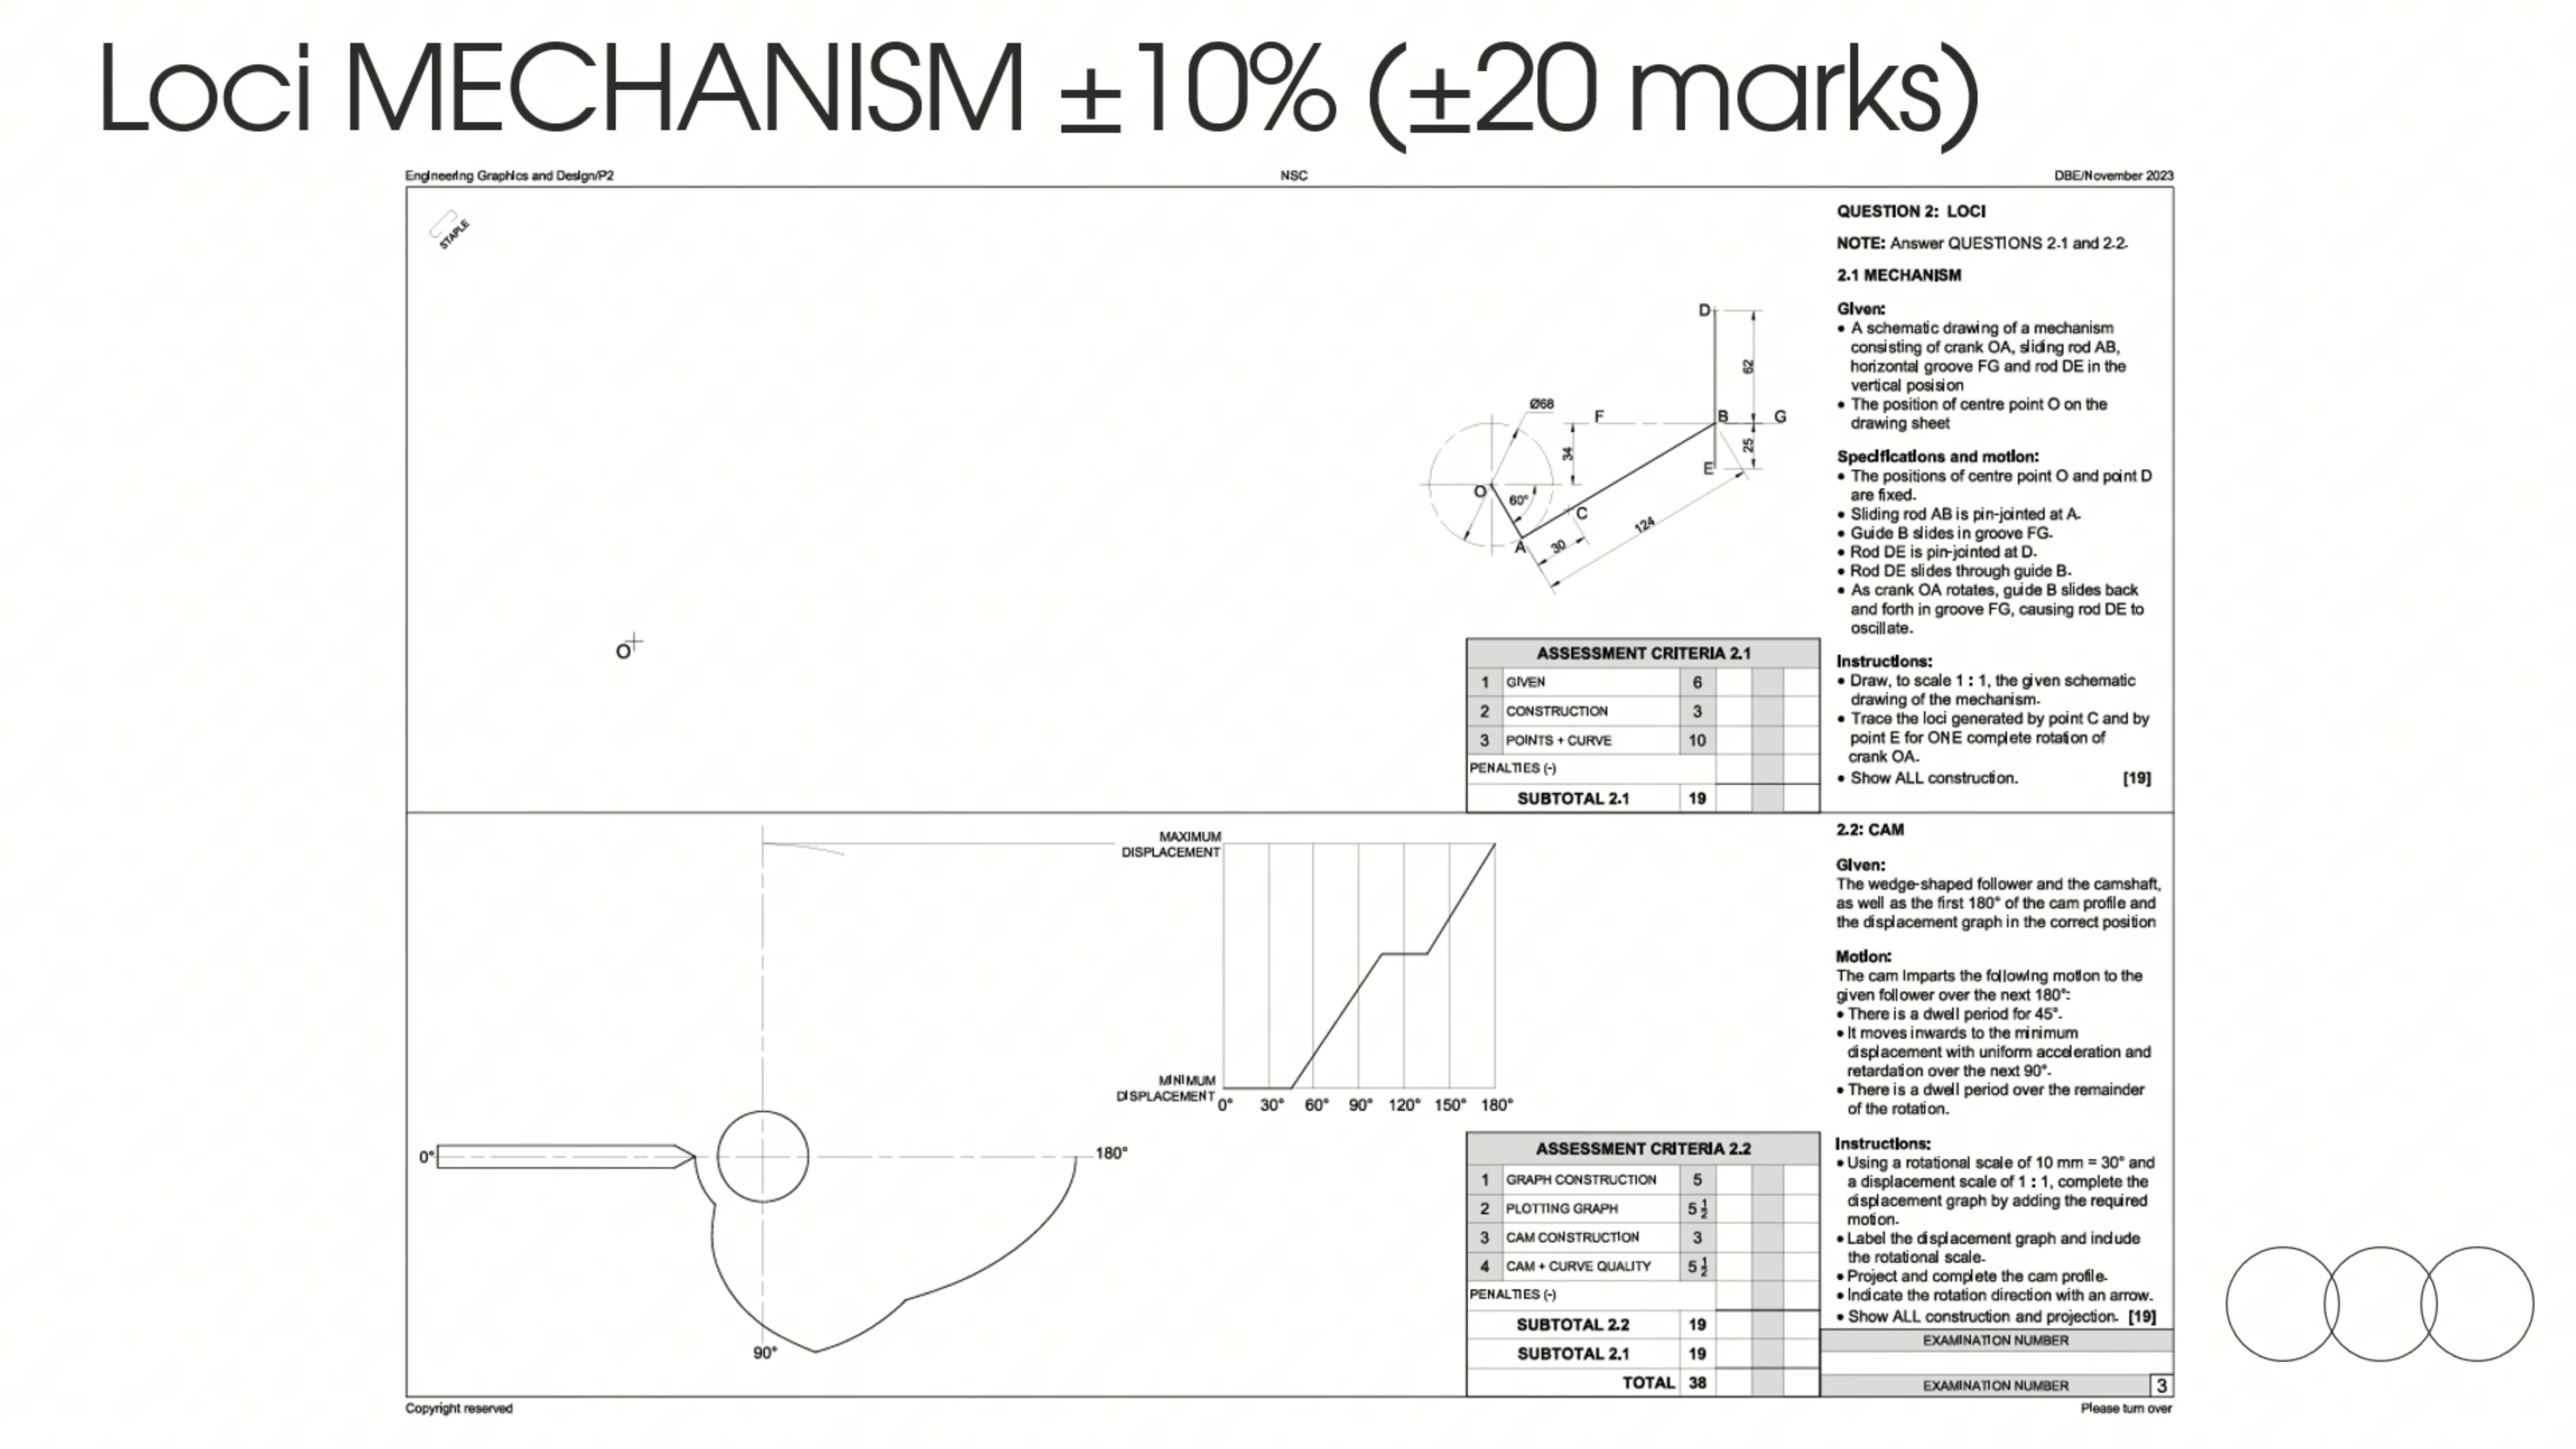 Loci MECHANISM ±10% (±20 marks)
Engineering Graphics and Design/P2
NSC
DBE/November 2023
STAPLE
O
D
62
Ø68
F
B
G
34
25
E
O
60°
C
124
A
30
QUESTION 2: LOCI
NOTE: Answer QUESTIONS 2.1 and 2.2.
2.1 MECHANISM
Given:
• A schematic drawing of a mechanism
consisting of crank OA, sliding rod AB,
horizontal groove FG and rod DE in the
vertical posision
• The position of centre point O on the
drawing sheet
Specifications and motion:
• The positions of centre point O and point D
are fixed.
• Sliding rod AB is pin-jointed at A.
• Guide B slides in groove FG.
• Rod DE is pin-jointed at D.
• Rod DE slides through guide B.
• As crank OA rotates, guide B slides back
and forth in groove FG, causing rod DE to
oscillate.
Instructions:
• Draw, to scale 1 : 1, the given schematic
drawing of the mechanism.
• Trace the loci generated by point C and by
point E for ONE complete rotation of
crank OA.
• Show ALL construction. [19]
ASSESSMENT CRITERIA 2.1
1 GIVEN 6
2 CONSTRUCTION 3
3 POINTS + CURVE 10
PENALTIES (-)
SUBTOTAL 2.1 19
MAXIMUM
DISPLACEMENT
MINIMUM
DISPLACEMENT
0° 30° 60° 90° 120° 150° 180°
0°
180°
90°
2.2: CAM
Given:
The wedge-shaped follower and the camshaft,
as well as the first 180° of the cam profile and
the displacement graph in the correct position
Motion:
The cam imparts the following motion to the
given follower over the next 180°:
• There is a dwell period for 45°.
• It moves inwards to the minimum
displacement with uniform acceleration and
retardation over the next 90°.
• There is a dwell period over the remainder
of the rotation.
Instructions:
• Using a rotational scale of 10 mm = 30° and
a displacement scale of 1 : 1, complete the
displacement graph by adding the required
motion.
• Label the displacement graph and include
the rotational scale.
• Project and complete the cam profile.
• Indicate the rotation direction with an arrow.
• Show ALL construction and projection. [19]
ASSESSMENT CRITERIA 2.2
1 GRAPH CONSTRUCTION 5
2 PLOTTING GRAPH 5 1/2
3 CAM CONSTRUCTION 3
4 CAM + CURVE QUALITY 5 1/2
PENALTIES (-)
SUBTOTAL 2.2 19
SUBTOTAL 2.1 19
TOTAL 38
EXAMINATION NUMBER
EXAMINATION NUMBER 3
Copyright reserved
Please turn over